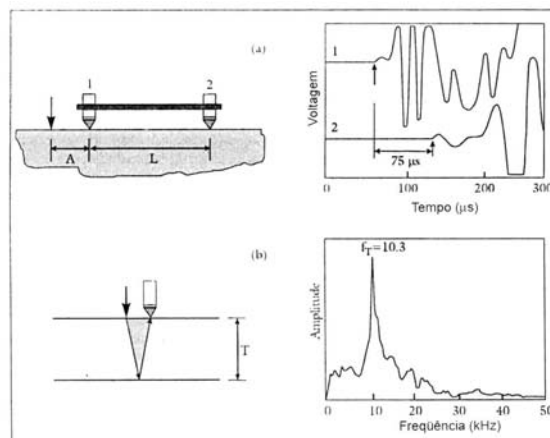 (a)
1
2
A
L
Voltagem
1
2
75 μs
0
100
200
300
Tempo (μs)
(b)
T
f_T=10.3
Amplitude
0
10
20
30
40
50
Freqüência (kHz)